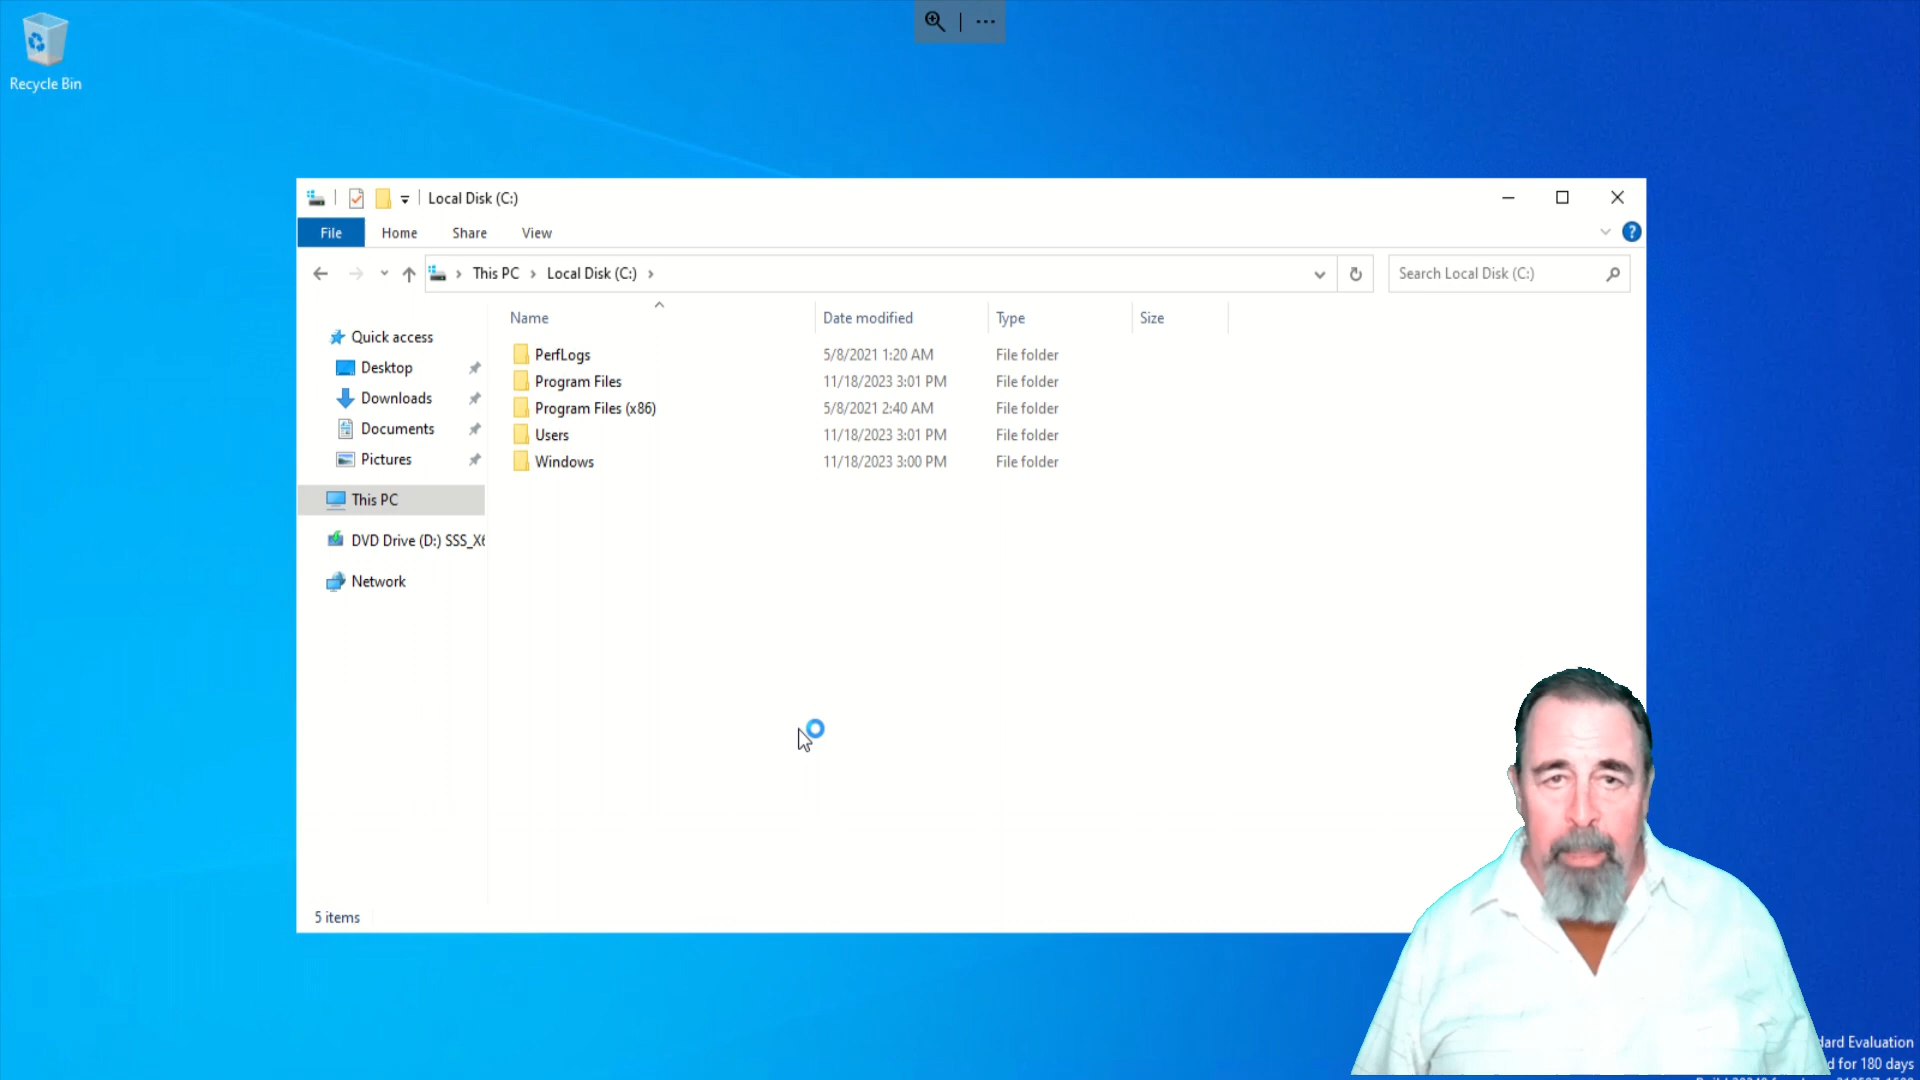 Recycle Bin
Local Disk (C:)
File Home Share View
This PC > Local Disk (C:) >
Search Local Disk (C:)
Name Date modified Type Size
Quick access
Desktop
Downloads
Documents
Pictures
This PC
DVD Drive (D:) SSS_X6
Network
PerfLogs 5/8/2021 1:20 AM File folder
Program Files 11/18/2023 3:01 PM File folder
Program Files (x86) 5/8/2021 2:40 AM File folder
Users 11/18/2023 3:01 PM File folder
Windows 11/18/2023 3:00 PM File folder
5 items
dard Evaluation
d for 180 days